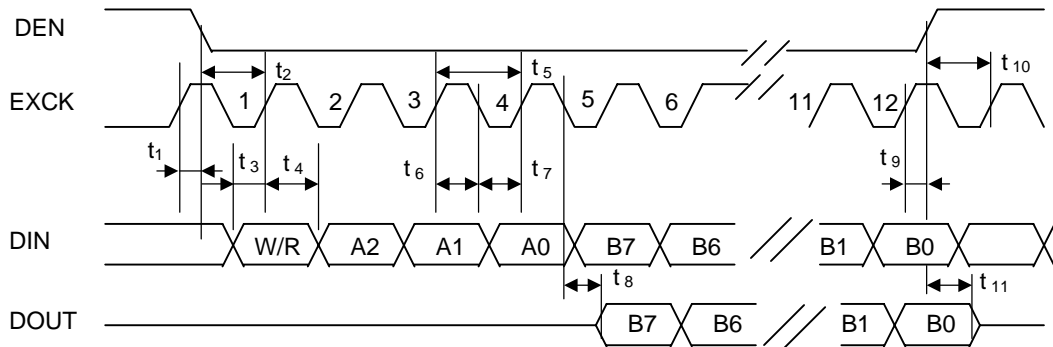 DEN
t2
t5
t10
EXCK
1 2 3 4 5 6 11 12
t1
t3
t4
t6
t7
t9
DIN
W/R A2 A1 A0 B7 B6 B1 B0
t8
t11
DOUT
B7 B6 B1 B0